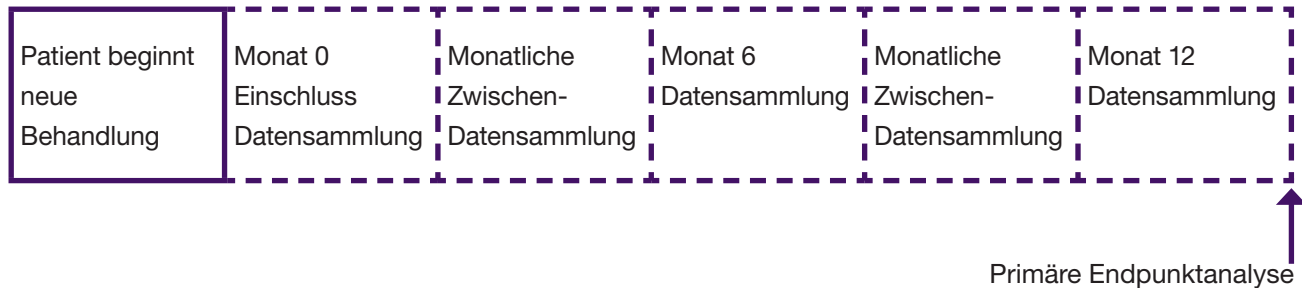 Patient beginnt
neue
Behandlung
Monat 0
Einschluss
Datensammlung
Monatliche
Zwischen-
Datensammlung
Monat 6
Datensammlung
Monatliche
Zwischen-
Datensammlung
Monat 12
Datensammlung
Primäre Endpunktanalyse